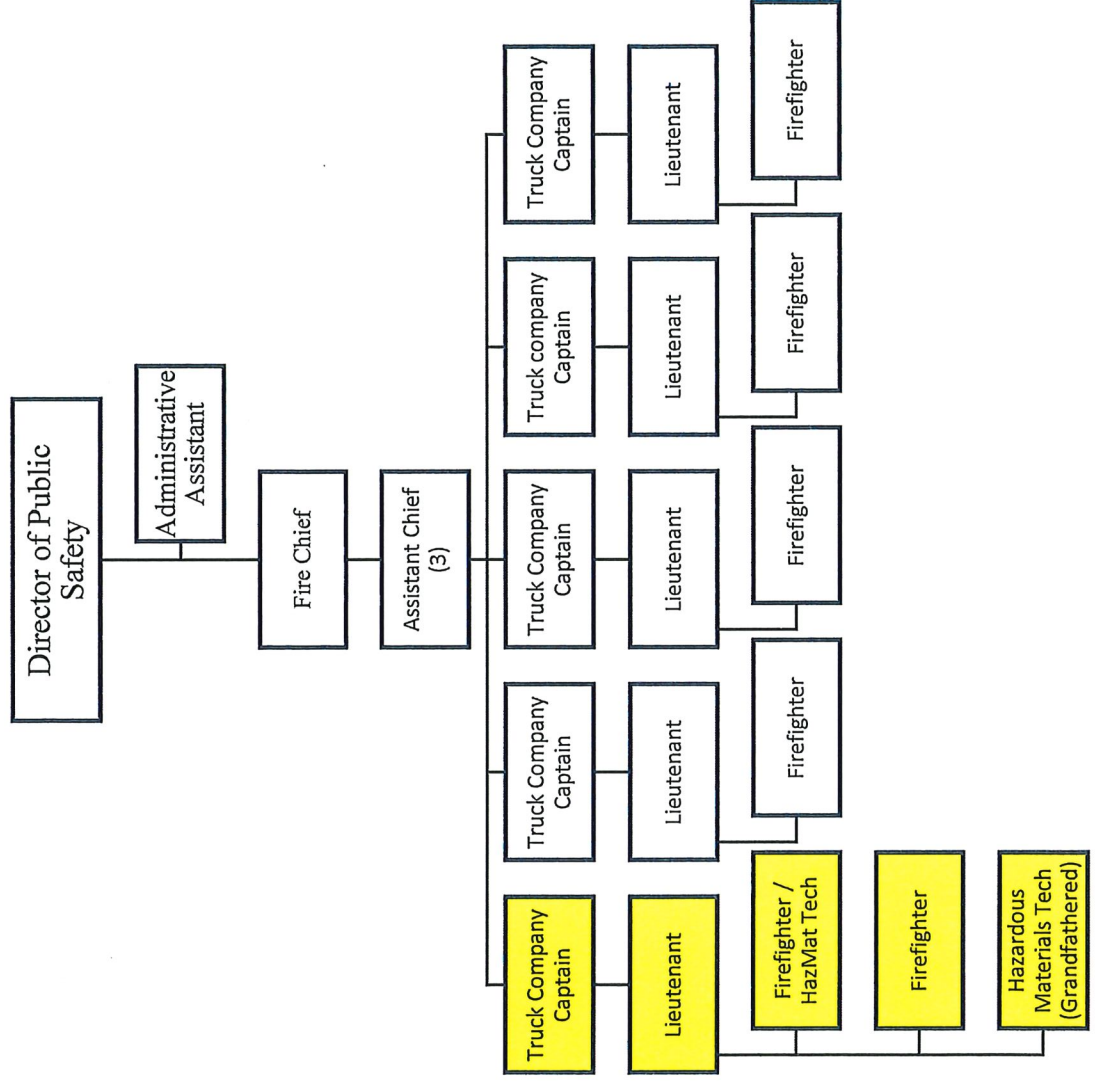 Director of Public
Safety
Administrative
Assistant
Fire Chief
Assistant Chief
(3)
Truck Company
Captain
Truck Company
Captain
Truck Company
Captain
Truck company
Captain
Truck Company
Captain
Lieutenant
Lieutenant
Lieutenant
Lieutenant
Lieutenant
Firefighter /
HazMat Tech
Firefighter
Firefighter
Firefighter
Firefighter
Firefighter
Hazardous
Materials Tech
(Grandfathered)